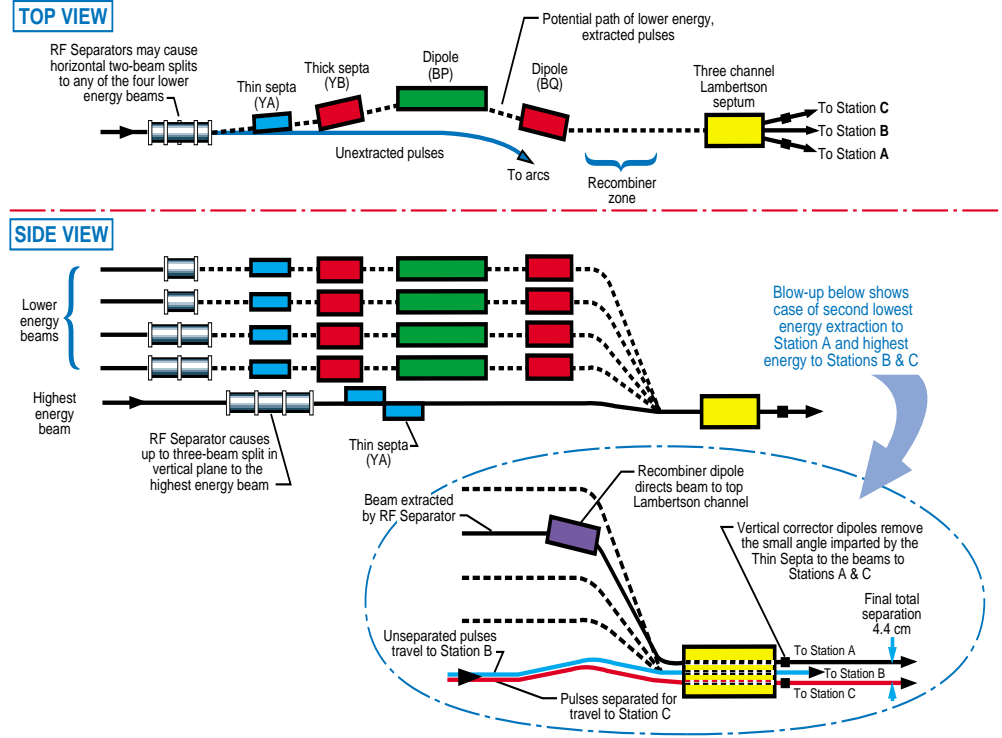 TOP VIEW
RF Separators may cause
horizontal two-beam splits
to any of the four lower
energy beams
Thin septa
(YA)
Thick septa
(YB)
Dipole
(BP)
Potential path of lower energy,
extracted pulses
Dipole
(BQ)
Three channel
Lambertson
septum
To Station C
To Station B
To Station A
Unextracted pulses
To arcs
Recombiner
zone
SIDE VIEW
Lower
energy
beams
Highest
energy
beam
RF Separator causes
up to three-beam split in
vertical plane to the
highest energy beam
Thin septa
(YA)
Blow-up below shows
case of second lowest
energy extraction to
Station A and highest
energy to Stations B & C
Beam extracted
by RF Separator
Recombiner dipole
directs beam to top
Lambertson channel
Vertical corrector dipoles remove
the small angle imparted by the
Thin Septa to the beams to
Stations A & C
Final total
separation
4.4 cm
Unseparated pulses
travel to Station B
Pulses separated for
travel to Station C
To Station A
To Station B
To Station C